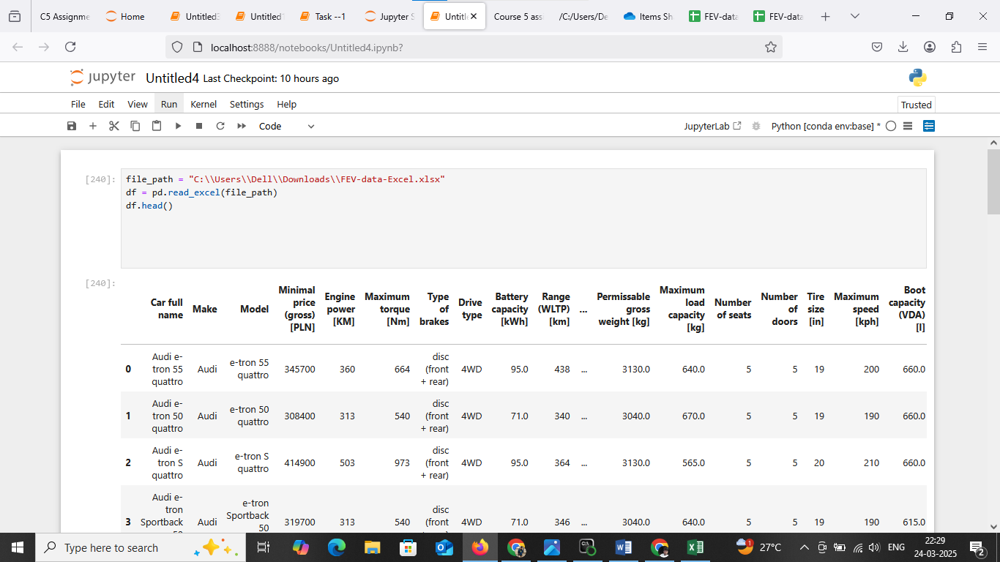 C5 Assignme Home Untitled3 Untitled Task --1 Jupyter S Untitl Course 5 ass /C:/Users/De Items Sh FEV-data FEV-data
localhost:8888/notebooks/Untitled4.ipynb?
jupyter Untitled4 Last Checkpoint: 10 hours ago
File Edit View Run Kernel Settings Help Trusted
Code JupyterLab Python [conda env:base] *
[240]: file_path = "C:\\Users\\Dell\\Downloads\\FEV-data-Excel.xlsx"
df = pd.read_excel(file_path)
df.head()
[240]:
Car full name Make Model Minimal price (gross) [PLN] Engine power [KM] Maximum torque [Nm] Type of brakes Drive type Battery capacity [kWh] Range (WLTP) [km] ... Permissable gross weight [kg] Maximum load capacity [kg] Number of seats Number of doors Tire size [in] Maximum speed [kph] Boot capacity (VDA) [l]
0 Audi e-tron 55 quattro Audi e-tron 55 quattro 345700 360 664 disc (front + rear) 4WD 95.0 438 ... 3130.0 640.0 5 5 19 200 660.0
1 Audi e-tron 50 quattro Audi e-tron 50 quattro 308400 313 540 disc (front + rear) 4WD 71.0 340 ... 3040.0 670.0 5 5 19 190 660.0
2 Audi e-tron S quattro Audi e-tron S quattro 414900 503 973 disc (front + rear) 4WD 95.0 364 ... 3130.0 565.0 5 5 20 210 660.0
3 Audi e-tron Sportback Audi e-tron Sportback 50 319700 313 540 disc (front 4WD 71.0 346 ... 3040.0 640.0 5 5 19 190 615.0
Type here to search 27°C ENG 22:29 24-03-2025 2